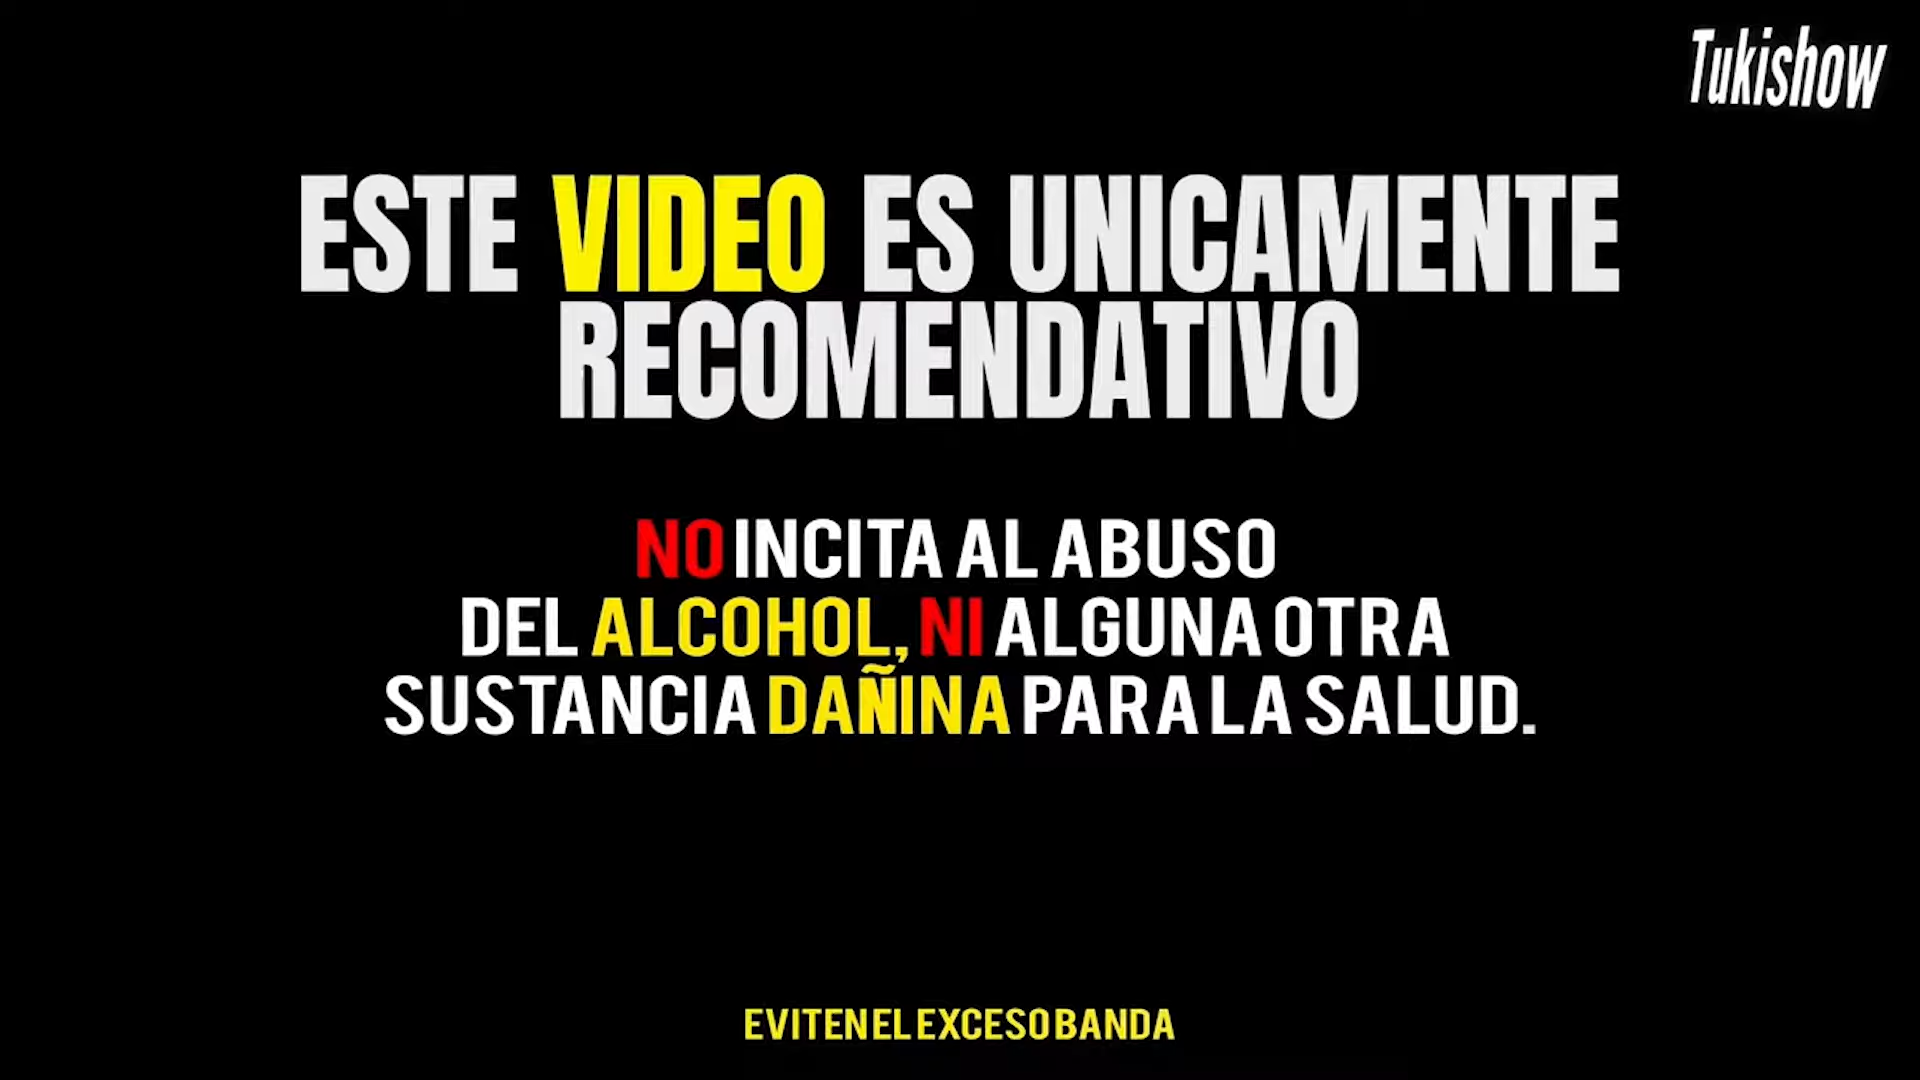 Tukishow
ESTE VIDEO ES UNICAMENTE
RECOMENDATIVO
NO INCITA AL ABUSO
DEL ALCOHOL, NI ALGUNA OTRA
SUSTANCIA DAÑINA PARA LA SALUD.
EVITEN EL EXCESO BANDA